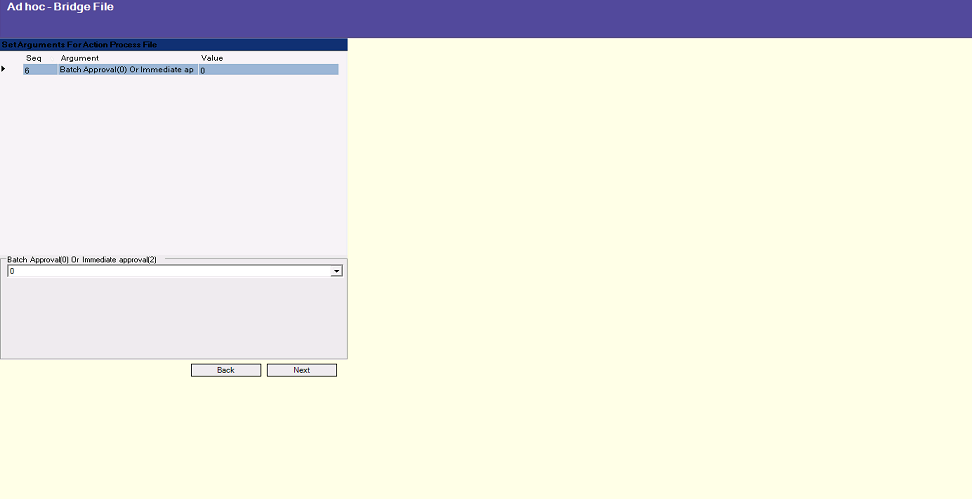 Ad hoc - Bridge File
Set Arguments For Action Process File
Seq Argument Value
6 Batch Approval(0) Or Immediate ap 0
Batch Approval(0) Or Immediate approval(2)
0
Back Next